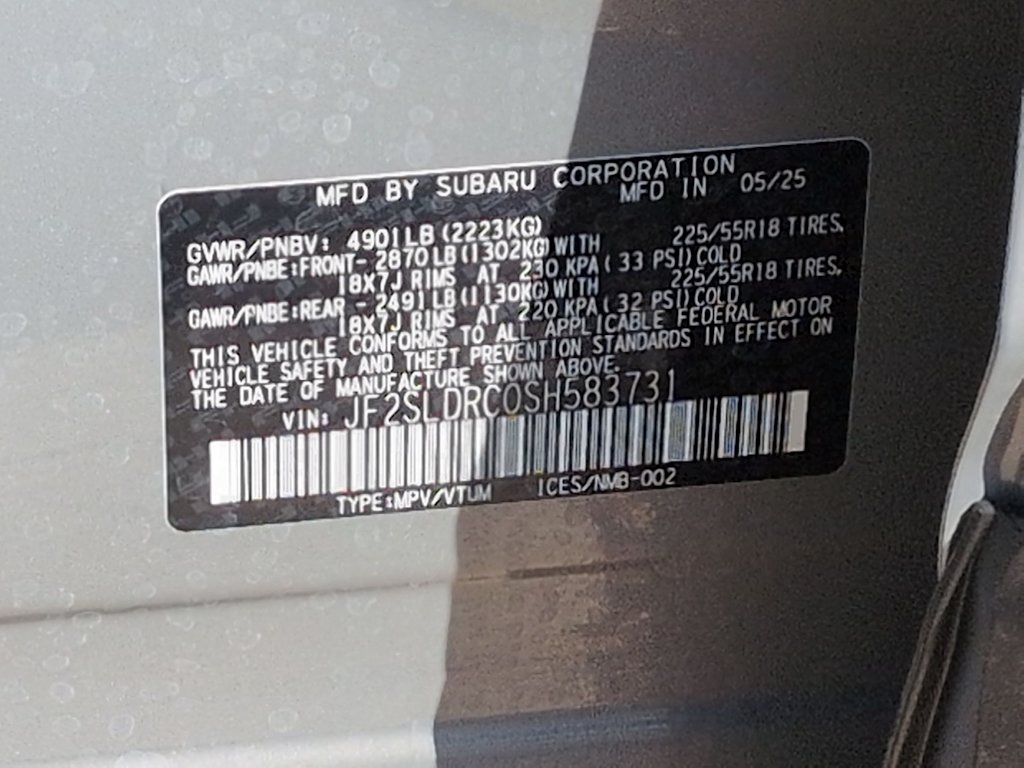 MFD BY SUBARU CORPORATION
MFD IN 05/25
GVWR/PNBV: 4901LB(2223KG)
GAWR/PNBE:FRONT- 2870LB(1302KG)WITH 225/55R18 TIRES,
18X7J RIMS AT 230 KPA(33 PSI)COLD
GAWR/PNBE:REAR - 2491LB(1130KG)WITH 225/55R18 TIRES,
18X7J RIMS AT 220 KPA(32 PSI)COLD
THIS VEHICLE CONFORMS TO ALL APPLICABLE FEDERAL MOTOR
VEHICLE SAFETY AND THEFT PREVENTION STANDARDS IN EFFECT ON
THE DATE OF MANUFACTURE SHOWN ABOVE.
VIN: JF2SLDRC0SH583731
TYPE:MPV/VTUM ICES/NMB-002